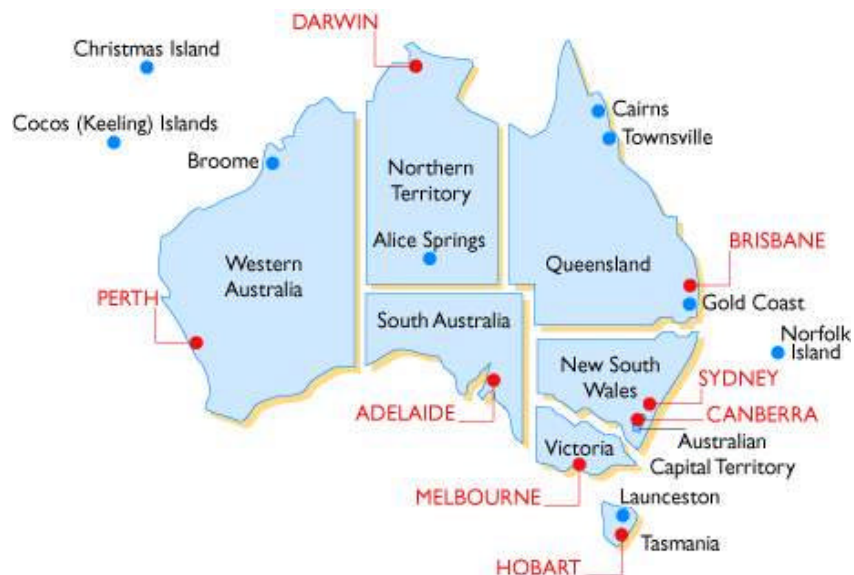 DARWIN
Christmas Island
Cocos (Keeling) Islands
Broome
Cairns
Townsville
Northern
Territory
Alice Springs
Western
Australia
Queensland
BRISBANE
Gold Coast
PERTH
South Australia
Norfolk
Island
New South
Wales
SYDNEY
ADELAIDE
CANBERRA
Australian
Capital Territory
Victoria
MELBOURNE
Launceston
Tasmania
HOBART